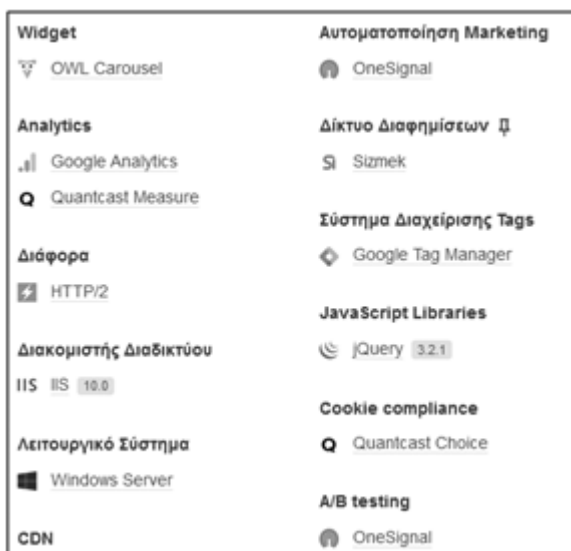 Widget
OWL Carousel
Analytics
Google Analytics
Quantcast Measure
Διάφορα
HTTP/2
Διακομιστής Διαδικτύου
IIS IIS 10.0
Λειτουργικό Σύστημα
Windows Server
CDN
Αυτοματοποίηση Marketing
OneSignal
Δίκτυο Διαφημίσεων
Sizmek
Σύστημα Διαχείρισης Tags
Google Tag Manager
JavaScript Libraries
jQuery 3.2.1
Cookie compliance
Quantcast Choice
A/B testing
OneSignal